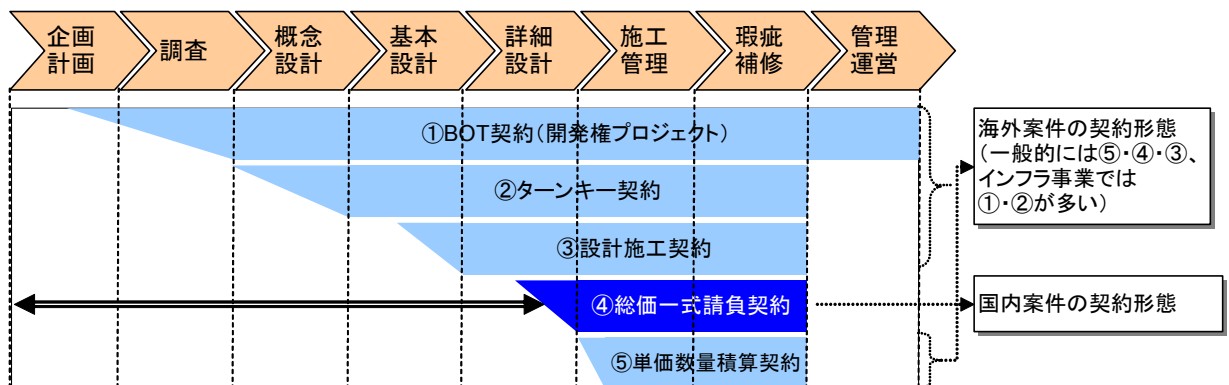 企画
計画
調査
概念
設計
基本
設計
詳細
設計
施工
管理
瑕疵
補修
管理
運営
①BOT契約(開発権プロジェクト)
②ターンキー契約
③設計施工契約
④総価一式請負契約
⑤単価数量積算契約
海外案件の契約形態
(一般的には⑤・④・③、
インフラ事業では
①・②が多い)
国内案件の契約形態